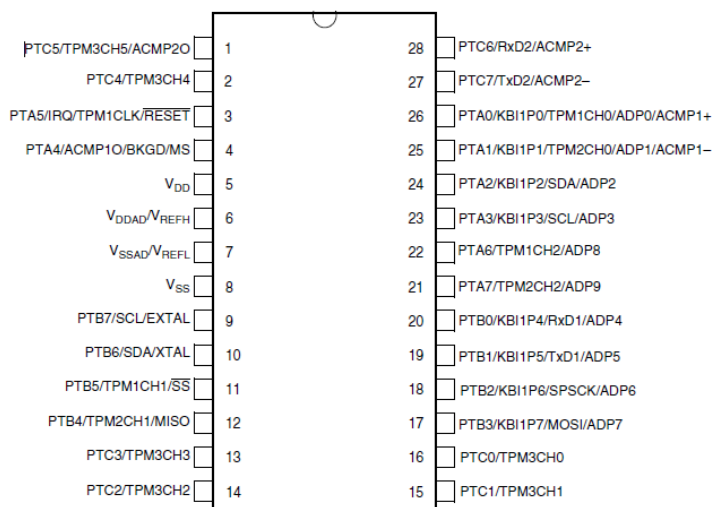 PTC5/TPM3CH5/ACMP2O 1 28 PTC6/RxD2/ACMP2+
PTC4/TPM3CH4 2 27 PTC7/TxD2/ACMP2–
PTA5/IRQ/TPM1CLK/RESET 3 26 PTA0/KBI1P0/TPM1CH0/ADP0/ACMP1+
PTA4/ACMP1O/BKGD/MS 4 25 PTA1/KBI1P1/TPM2CH0/ADP1/ACMP1–
VDD 5 24 PTA2/KBI1P2/SDA/ADP2
VDDAD/VREFH 6 23 PTA3/KBI1P3/SCL/ADP3
VSSAD/VREFL 7 22 PTA6/TPM1CH2/ADP8
VSS 8 21 PTA7/TPM2CH2/ADP9
PTB7/SCL/EXTAL 9 20 PTB0/KBI1P4/RxD1/ADP4
PTB6/SDA/XTAL 10 19 PTB1/KBI1P5/TxD1/ADP5
PTB5/TPM1CH1/SS 11 18 PTB2/KBI1P6/SPSCK/ADP6
PTB4/TPM2CH1/MISO 12 17 PTB3/KBI1P7/MOSI/ADP7
PTC3/TPM3CH3 13 16 PTC0/TPM3CH0
PTC2/TPM3CH2 14 15 PTC1/TPM3CH1